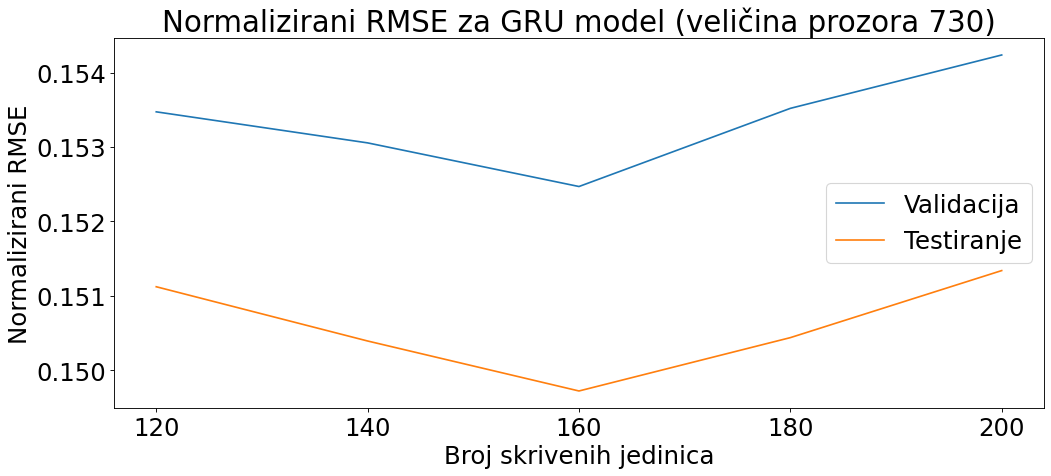 Normalizirani RMSE za GRU model (veličina prozora 730)
0.154
0.153
0.152
0.151
0.150
Normalizirani RMSE
Validacija
Testiranje
120 140 160 180 200
Broj skrivenih jedinica